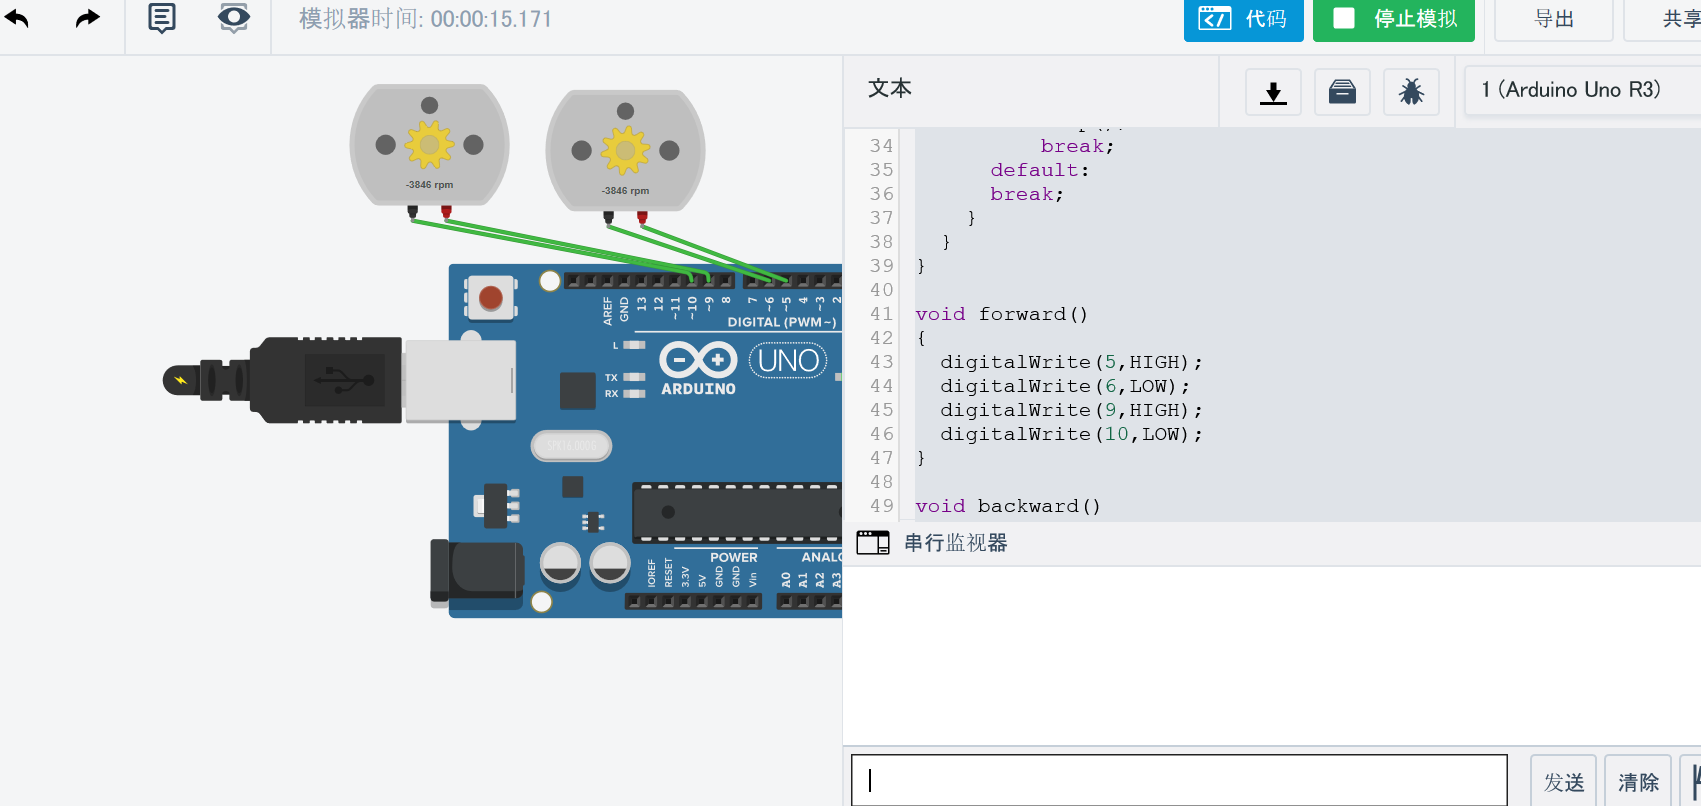 模拟器时间: 00:00:15.171
代码
停止模拟
导出
共享
文本
1 (Arduino Uno R3)
34 break;
35 default:
36 break;
37 }
38 }
39 }
40
41 void forward()
42 {
43 digitalWrite(5,HIGH);
44 digitalWrite(6,LOW);
45 digitalWrite(9,HIGH);
46 digitalWrite(10,LOW);
47 }
48
49 void backward()
串行监视器
发送
清除
-3846 rpm
-3846 rpm
AREF
GND
13
12
~11
~10
~9
8
7
~6
~5
4
~3
2
DIGITAL (PWM~)
L
TX
RX
ARDUINO
UNO
POWER
ANALO
IOREF
RESET
3.3V
5V
GND
GND
Vin
A0
A1
A2
A3